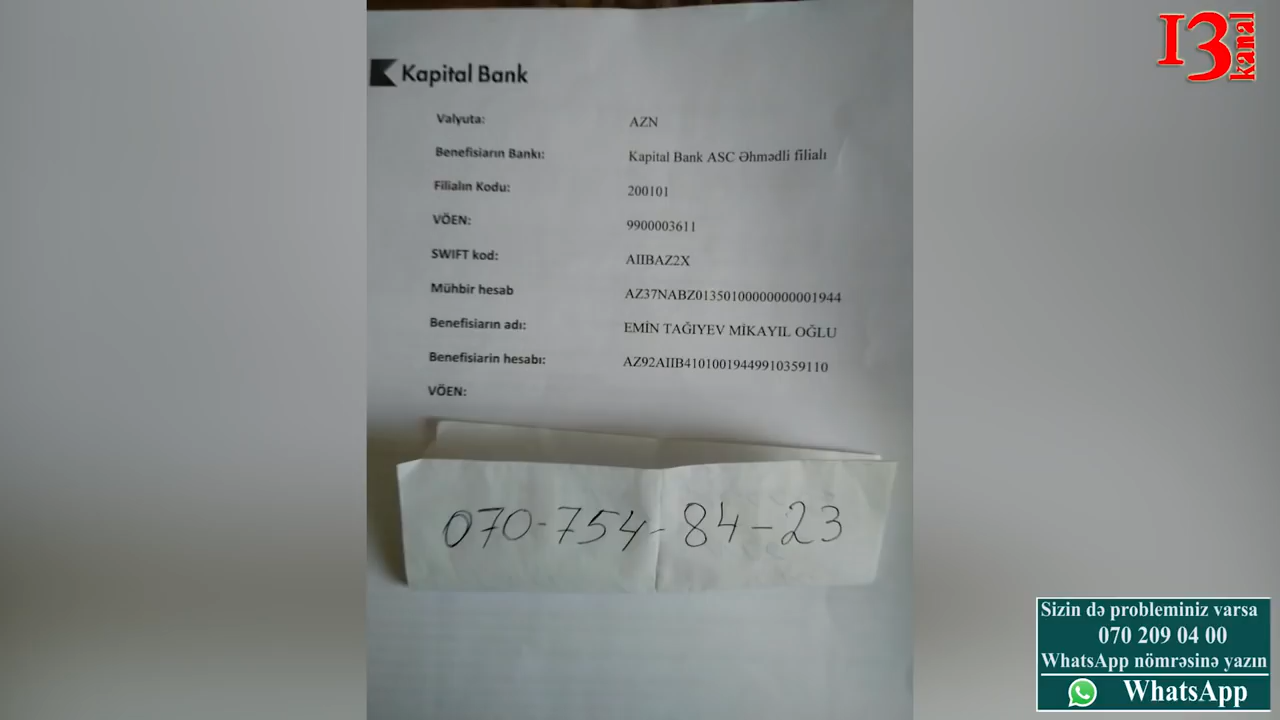 13 kanal
Kapital Bank
Valyuta: AZN
Benefisiarın Bankı: Kapital Bank ASC Əhmədli filialı
Filialın Kodu: 200101
VÖEN: 9900003611
SWIFT kod: AIIBAZ2X
Mühbir hesab AZ37NABZ01350100000000001944
Benefisiarın adı: EMİN TAĞIYEV MİKAYIL OĞLU
Benefisiarin hesabı: AZ92AIIB41010019449910359110
VÖEN:
070-754-84-23
Sizin də probleminiz varsa
070 209 04 00
WhatsApp nömrəsinə yazın
WhatsApp